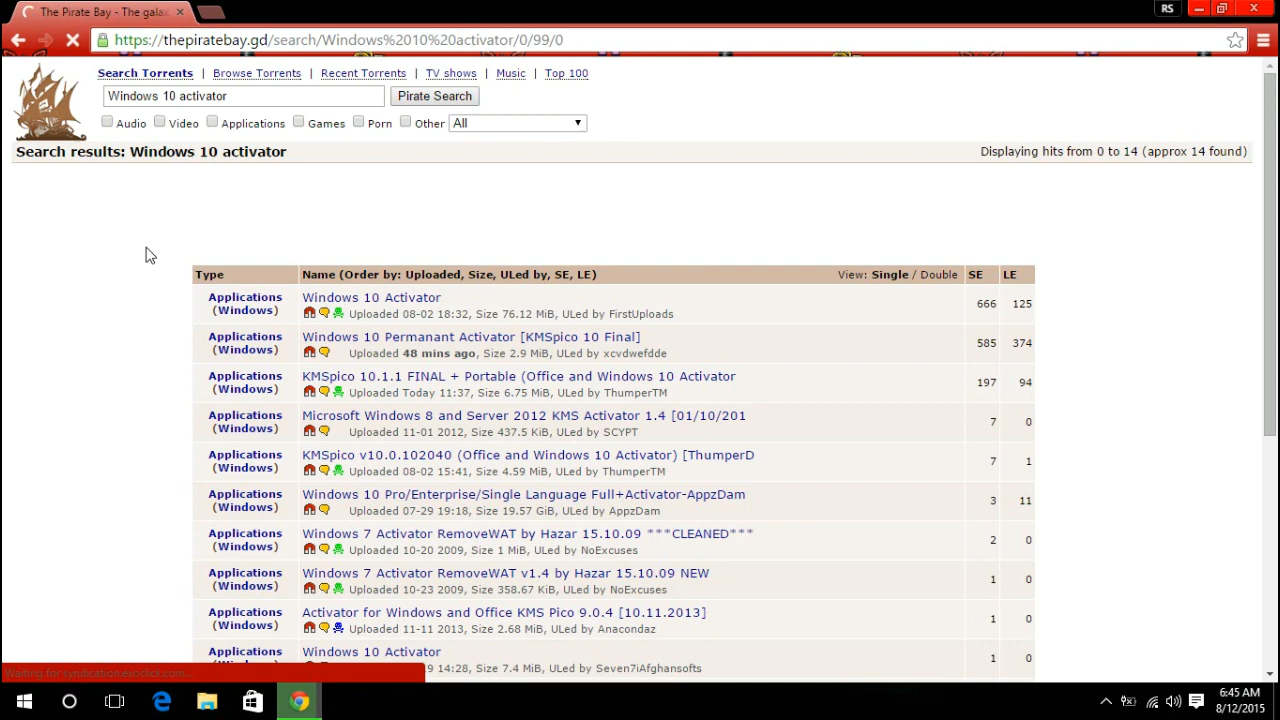 The Pirate Bay - The galax
RS
https://thepiratebay.gd/search/Windows%2010%20activator/0/99/0
Search Torrents | Browse Torrents | Recent Torrents | TV shows | Music | Top 100
Windows 10 activator Pirate Search
Audio Video Applications Games Porn Other All
Search results: Windows 10 activator Displaying hits from 0 to 14 (approx 14 found)
Type Name (Order by: Uploaded, Size, ULed by, SE, LE) View: Single / Double SE LE
Applications (Windows) Windows 10 Activator 666 125
Uploaded 08-02 18:32, Size 76.12 MiB, ULed by FirstUploads
Applications (Windows) Windows 10 Permanant Activator [KMSpico 10 Final] 585 374
Uploaded 48 mins ago, Size 2.9 MiB, ULed by xcvdwefdde
Applications (Windows) KMSpico 10.1.1 FINAL + Portable (Office and Windows 10 Activator 197 94
Uploaded Today 11:37, Size 6.75 MiB, ULed by ThumperTM
Applications (Windows) Microsoft Windows 8 and Server 2012 KMS Activator 1.4 [01/10/201 7 0
Uploaded 11-01 2012, Size 437.5 KiB, ULed by SCYPT
Applications (Windows) KMSpico v10.0.102040 (Office and Windows 10 Activator) [ThumperD 7 1
Uploaded 08-02 15:41, Size 4.59 MiB, ULed by ThumperTM
Applications (Windows) Windows 10 Pro/Enterprise/Single Language Full+Activator-AppzDam 3 11
Uploaded 07-29 19:18, Size 19.57 GiB, ULed by AppzDam
Applications (Windows) Windows 7 Activator RemoveWAT by Hazar 15.10.09 ***CLEANED*** 2 0
Uploaded 10-20 2009, Size 1 MiB, ULed by NoExcuses
Applications (Windows) Windows 7 Activator RemoveWAT v1.4 by Hazar 15.10.09 NEW 1 0
Uploaded 10-23 2009, Size 358.67 KiB, ULed by NoExcuses
Applications (Windows) Activator for Windows and Office KMS Pico 9.0.4 [10.11.2013] 1 0
Uploaded 11-11 2013, Size 2.68 MiB, ULed by Anacondaz
Applications Windows 10 Activator 1 0
9 14:28, Size 7.4 MiB, ULed by Seven7iAfghansofts
Waiting for syndication.exoclick.com...
6:45 AM
8/12/2015